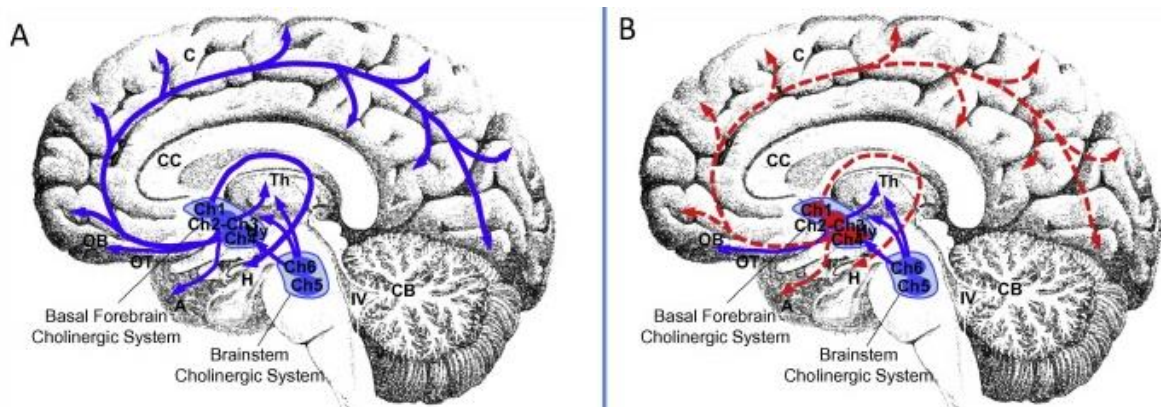 A
C
CC
Th
Ch1
Ch2-Ch3
Hy
Ch4
OB
OT
H
Ch6
Ch5
A
IV
CB
Basal Forebrain
Cholinergic System
Brainstem
Cholinergic System
B
C
CC
Th
Ch1
Ch2-Ch3
Hy
Ch4
OB
OT
H
Ch6
Ch5
A
IV
CB
Basal Forebrain
Cholinergic System
Brainstem
Cholinergic System